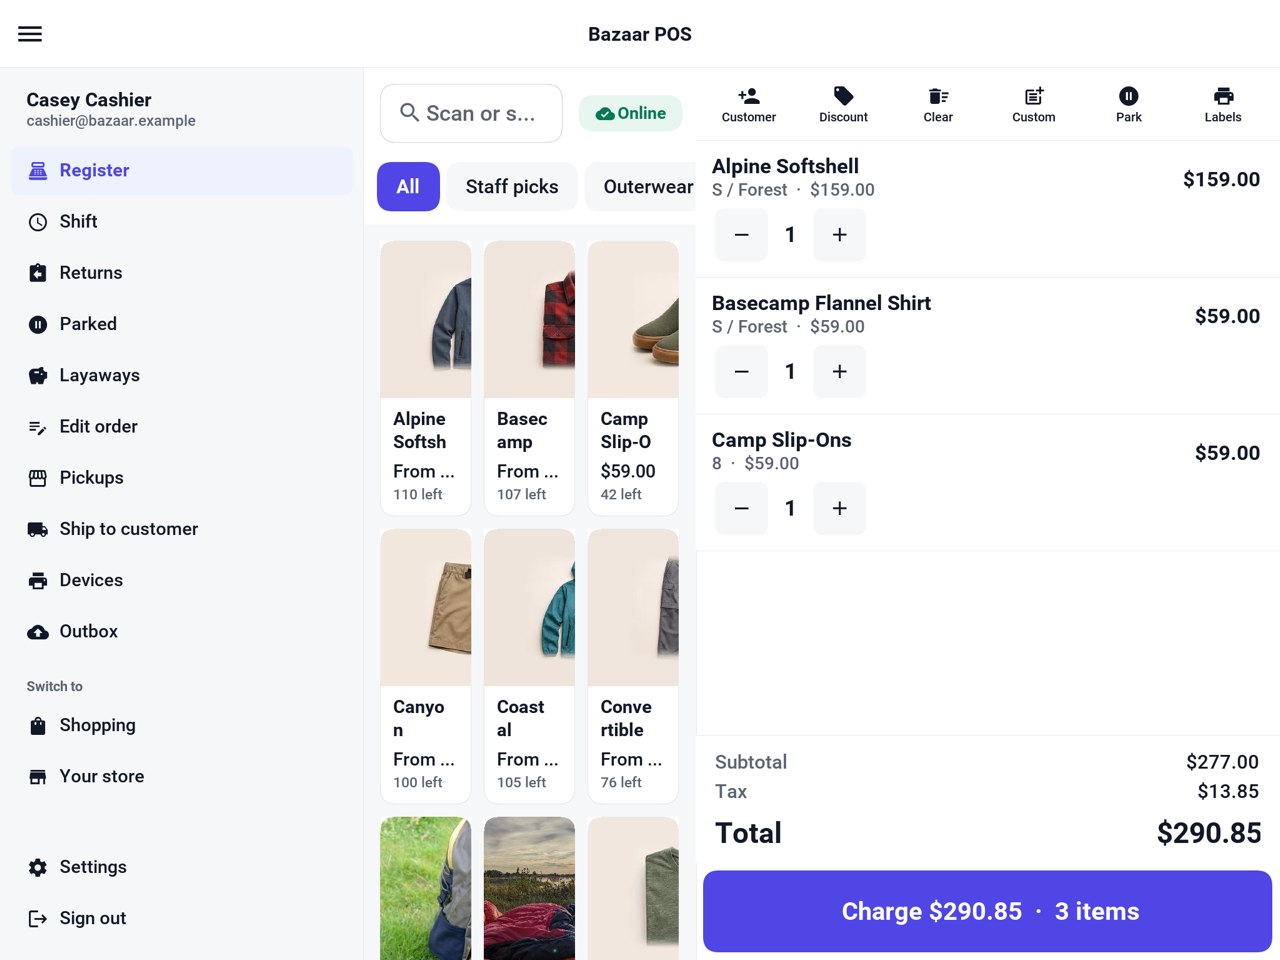 Bazaar POS
Casey Cashier
cashier@bazaar.example
Register
Shift
Returns
Parked
Layaways
Edit order
Pickups
Ship to customer
Devices
Outbox
Switch to
Shopping
Your store
Settings
Sign out
Scan or s...
Online
All
Staff picks
Outerwear
Alpine
Softsh
From ...
110 left
Basec
amp
From ...
107 left
Camp
Slip-O
$59.00
42 left
Canyo
n
From ...
100 left
Coast
al
From ...
105 left
Conve
rtible
From ...
76 left
Customer
Discount
Clear
Custom
Park
Labels
Alpine Softshell
S / Forest · $159.00
$159.00
− 1 +
Basecamp Flannel Shirt
S / Forest · $59.00
$59.00
− 1 +
Camp Slip-Ons
8 · $59.00
$59.00
− 1 +
Subtotal $277.00
Tax $13.85
Total $290.85
Charge $290.85 · 3 items